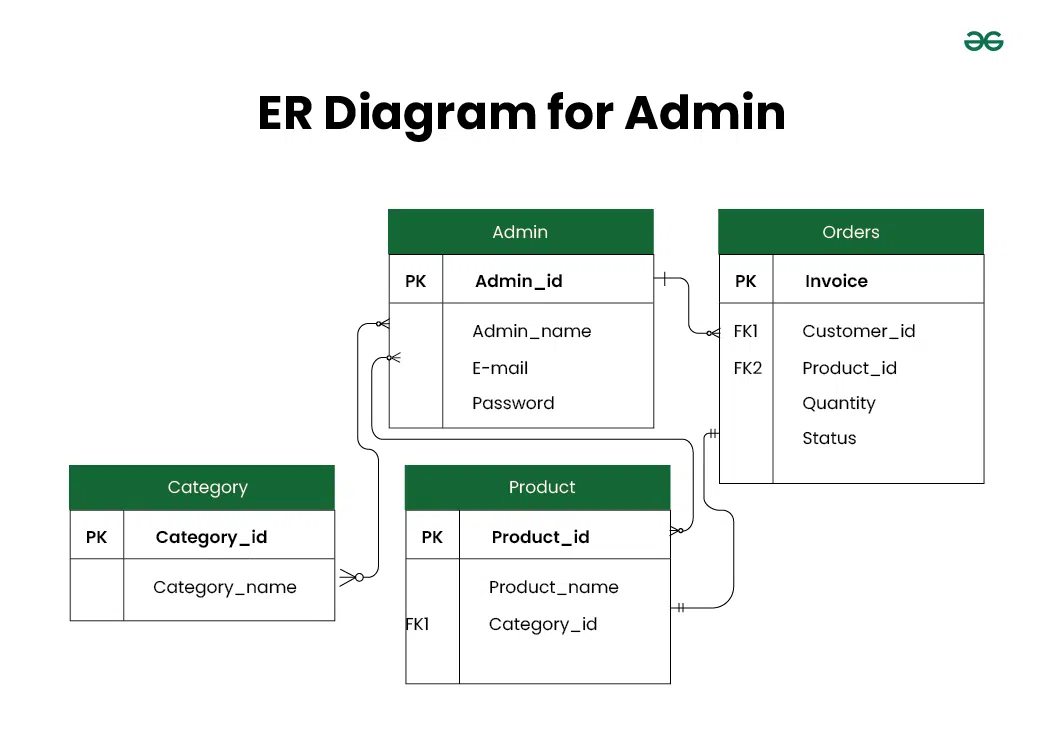 ER Diagram for Admin
Admin
PK Admin_id
Admin_name
E-mail
Password
Orders
PK Invoice
FK1 Customer_id
FK2 Product_id
Quantity
Status
Category
PK Category_id
Category_name
Product
PK Product_id
Product_name
FK1 Category_id